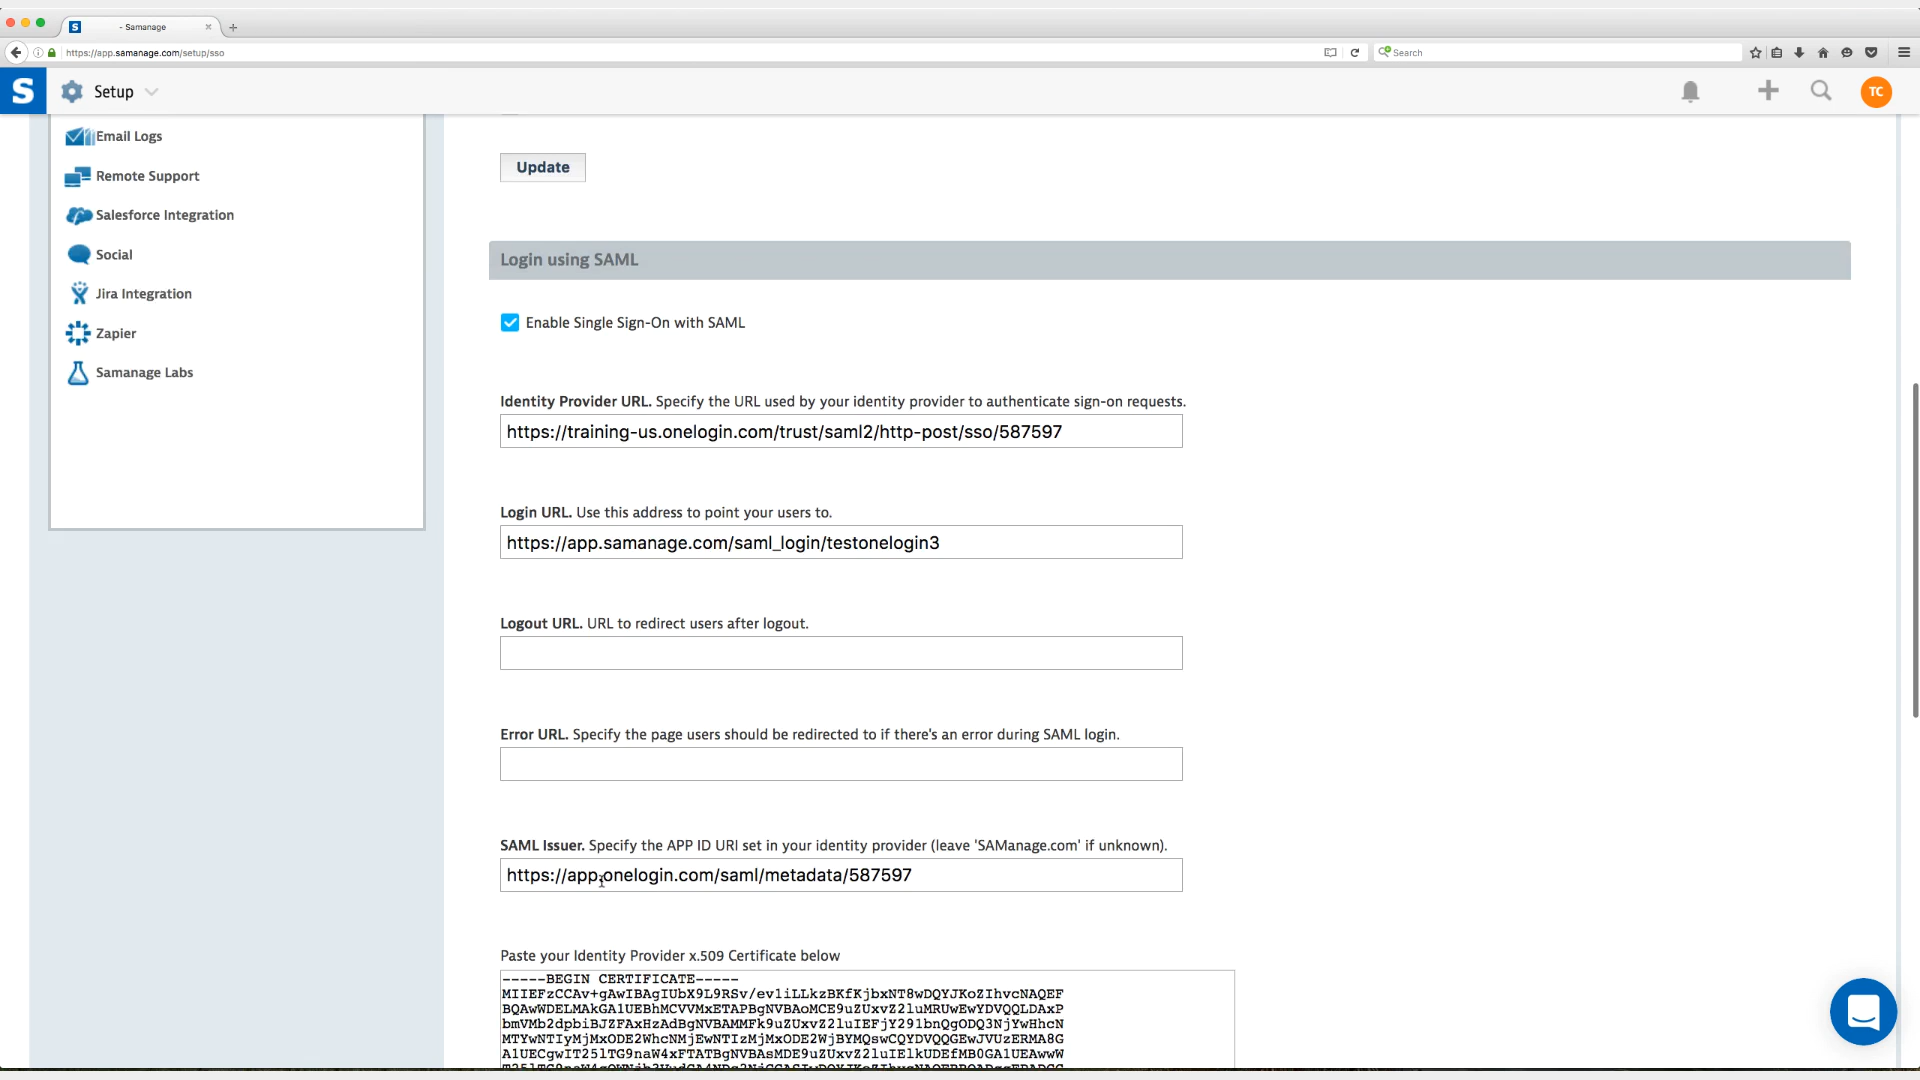 - Samanage
https://app.samanage.com/setup/sso
Search
S
Setup
TC
Email Logs
Remote Support
Salesforce Integration
Social
Jira Integration
Zapier
Samanage Labs
Update
Login using SAML
Enable Single Sign-On with SAML
Identity Provider URL. Specify the URL used by your identity provider to authenticate sign-on requests.
https://training-us.onelogin.com/trust/saml2/http-post/sso/587597
Login URL. Use this address to point your users to.
https://app.samanage.com/saml_login/testonelogin3
Logout URL. URL to redirect users after logout.
Error URL. Specify the page users should be redirected to if there's an error during SAML login.
SAML Issuer. Specify the APP ID URI set in your identity provider (leave 'SAManage.com' if unknown).
https://app.onelogin.com/saml/metadata/587597
Paste your Identity Provider x.509 Certificate below
-----BEGIN CERTIFICATE-----
MIIEFzCCAv+gAwIBAgIUbX9L9RSv/ev1iLLkzBKfKjbxNT8wDQYJKoZIhvcNAQEF
BQAwWDELMAkGA1UEBhMCVVMxETAPBgNVBAoMCE9uZUxvZ2luMRUwEwYDVQQLDAxP
bmVMb2dpbiBJZFAxHzAdBgNVBAMMFk9uZUxvZ2luIEFjY291bnQgODQ3NjYwHhcN
MTYwNTIyMjMxODE2WhcNMjEwNTIzMjMxODE2WjBYMQswCQYDVQQGEwJVUzERMA8G
A1UECgwIT25lTG9naW4xFTATBgNVBAsMDE9uZUxvZ2luIElkUDEfMB0GA1UEAwwW